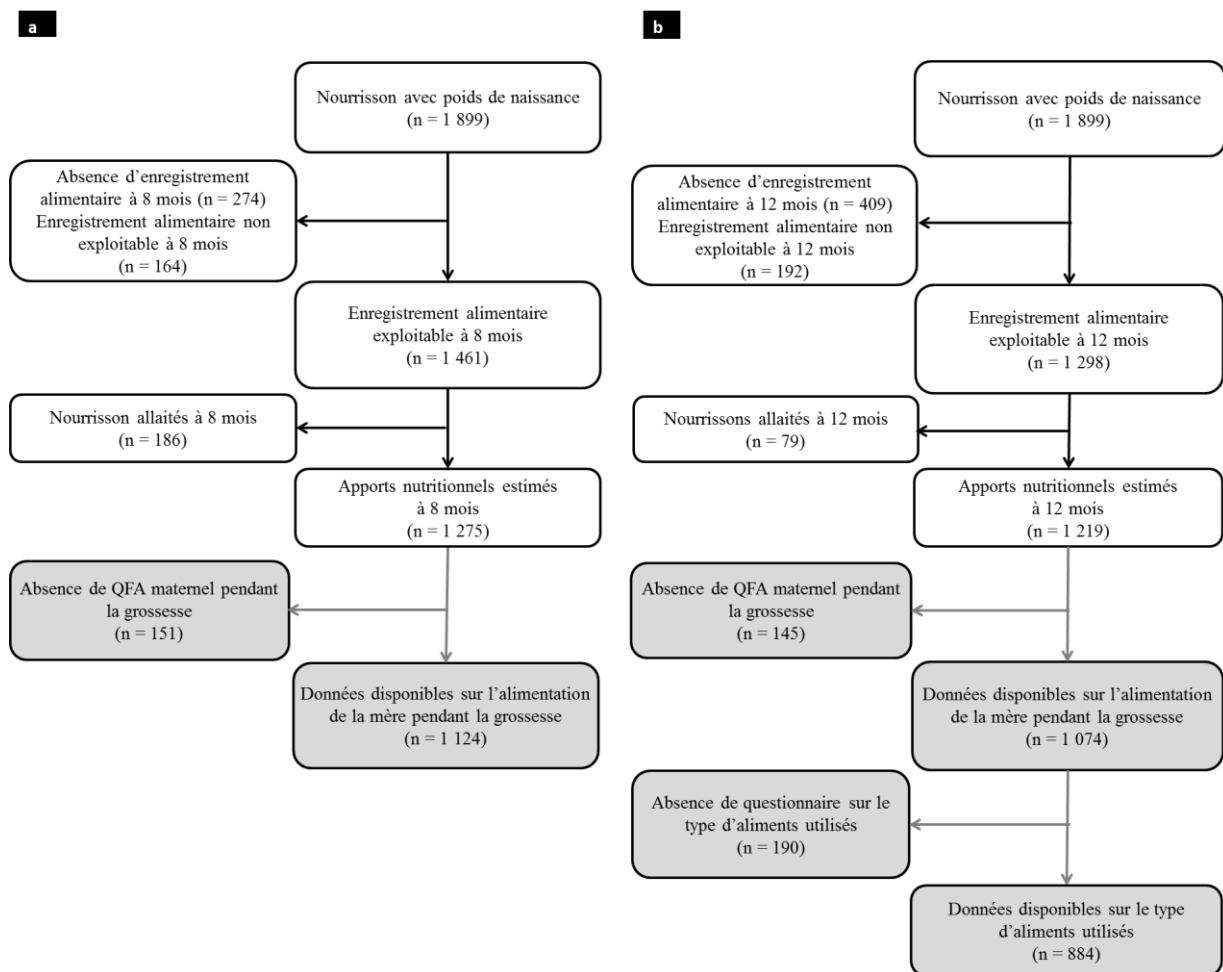 a
Nourrisson avec poids de naissance
(n = 1 899)
Absence d'enregistrement
alimentaire à 8 mois (n = 274)
Enregistrement alimentaire non
exploitable à 8 mois
(n = 164)
Enregistrement alimentaire
exploitable à 8 mois
(n = 1 461)
Nourrisson allaités à 8 mois
(n = 186)
Apports nutritionnels estimés
à 8 mois
(n = 1 275)
Absence de QFA maternel pendant
la grossesse
(n = 151)
Données disponibles sur l'alimentation
de la mère pendant la grossesse
(n = 1 124)
b
Nourrisson avec poids de naissance
(n = 1 899)
Absence d'enregistrement
alimentaire à 12 mois (n = 409)
Enregistrement alimentaire non
exploitable à 12 mois
(n = 192)
Enregistrement alimentaire
exploitable à 12 mois
(n = 1 298)
Nourrissons allaités à 12 mois
(n = 79)
Apports nutritionnels estimés
à 12 mois
(n = 1 219)
Absence de QFA maternel pendant
la grossesse
(n = 145)
Données disponibles sur l'alimentation
de la mère pendant la grossesse
(n = 1 074)
Absence de questionnaire sur le
type d'aliments utilisés
(n = 190)
Données disponibles sur le type
d'aliments utilisés
(n = 884)